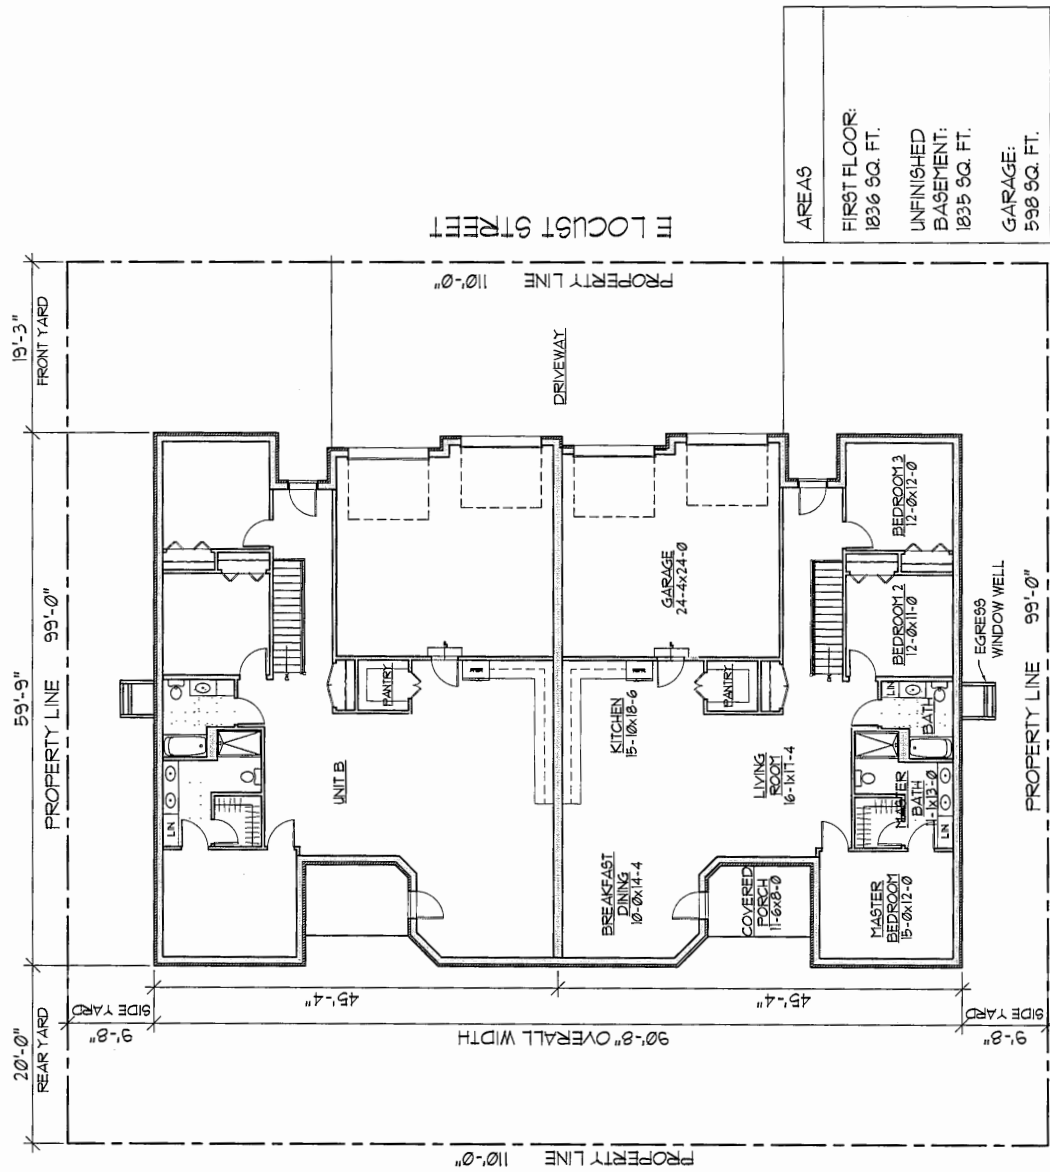 E LOCUST STREET
AREAS
FIRST FLOOR:
1836 SQ. FT.
UNFINISHED
BASEMENT:
1835 SQ. FT.
GARAGE:
598 SQ. FT.
19'-3"
FRONT YARD
59'-9"
20'-0"
REAR YARD
PROPERTY LINE 99'-0"
PROPERTY LINE 110'-0"
DRIVEWAY
UNIT B
PANTRY
LIN
GARAGE
24-4x24-0
BEDROOM 3
12-0x12-0
BEDROOM 2
12-0x11-0
EGRESS
WINDOW WELL
PANTRY
KITCHEN
15-10x18-6
LIVING
ROOM
16-1x17-4
LIN
BATH
MASTER
BATH
11-1x13-0
LIN
BREAKFAST
DINING
10-0x14-4
COVERED
PORCH
11-6x8-0
MASTER
BEDROOM
15-0x12-0
PROPERTY LINE 99'-0"
45'-4"
45'-4"
SIDE YARD
9'-8"
90'-8" OVERALL WIDTH
SIDE YARD
9'-8"
PROPERTY LINE 110'-0"